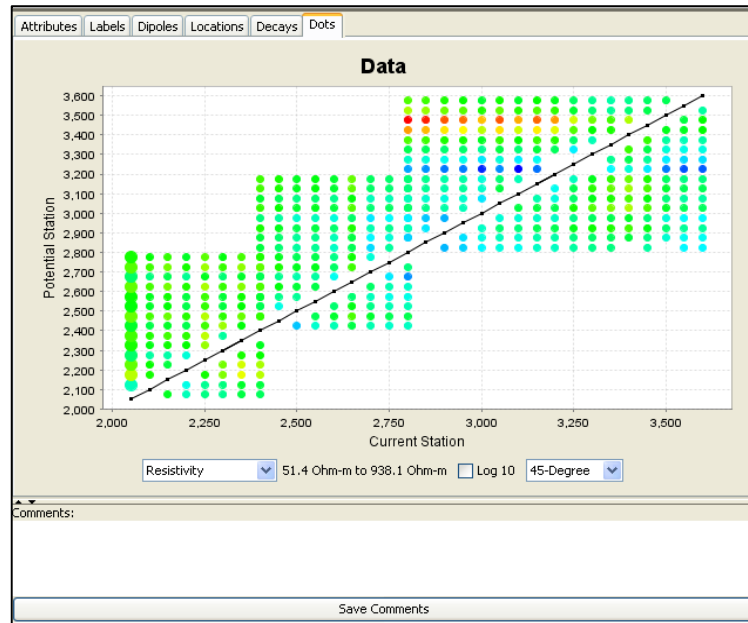 Attributes Labels Dipoles Locations Decays Dots
Data
3,600
3,500
3,400
3,300
3,200
3,100
3,000
2,900
2,800
2,700
2,600
2,500
2,400
2,300
2,200
2,100
2,000
Potential Station
2,000 2,250 2,500 2,750 3,000 3,250 3,500
Current Station
Resistivity 51.4 Ohm-m to 938.1 Ohm-m Log 10 45-Degree
Comments:
Save Comments